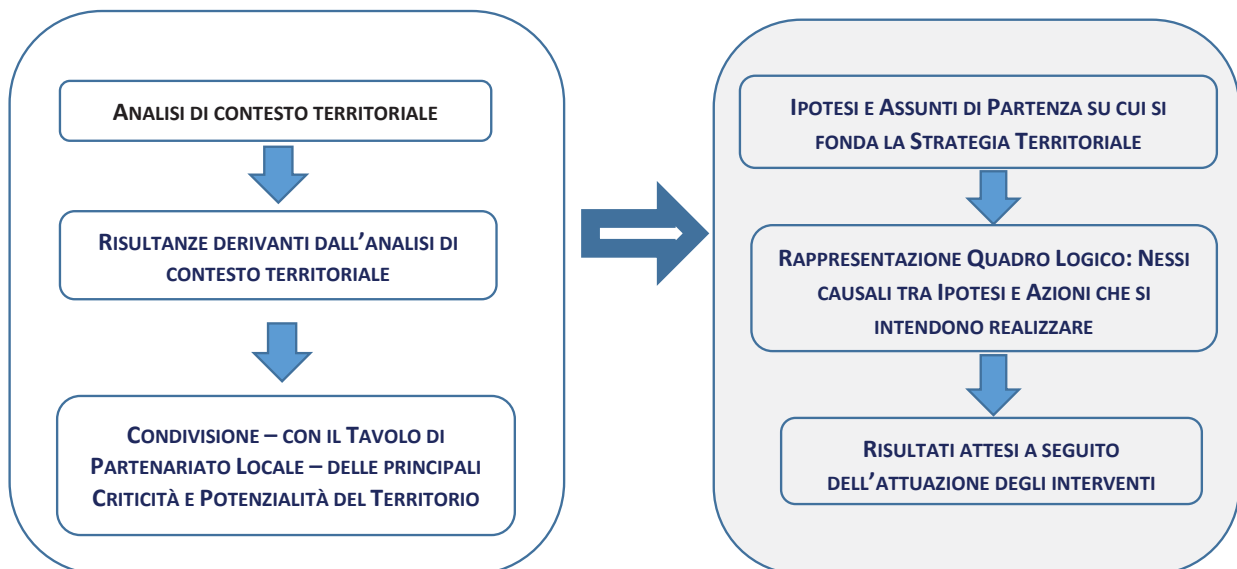 ANALISI DI CONTESTO TERRITORIALE
RISULTANZE DERIVANTI DALL’ANALISI DI
CONTESTO TERRITORIALE
CONDIVISIONE – CON IL TAVOLO DI
PARTENARIATO LOCALE – DELLE PRINCIPALI
CRITICITÀ E POTENZIALITÀ DEL TERRITORIO
IPOTESI E ASSUNTI DI PARTENZA SU CUI SI
FONDA LA STRATEGIA TERRITORIALE
RAPPRESENTAZIONE QUADRO LOGICO: NESSI
CAUSALI TRA IPOTESI E AZIONI CHE SI
INTENDONO REALIZZARE
RISULTATI ATTESI A SEGUITO
DELL’ATTUAZIONE DEGLI INTERVENTI